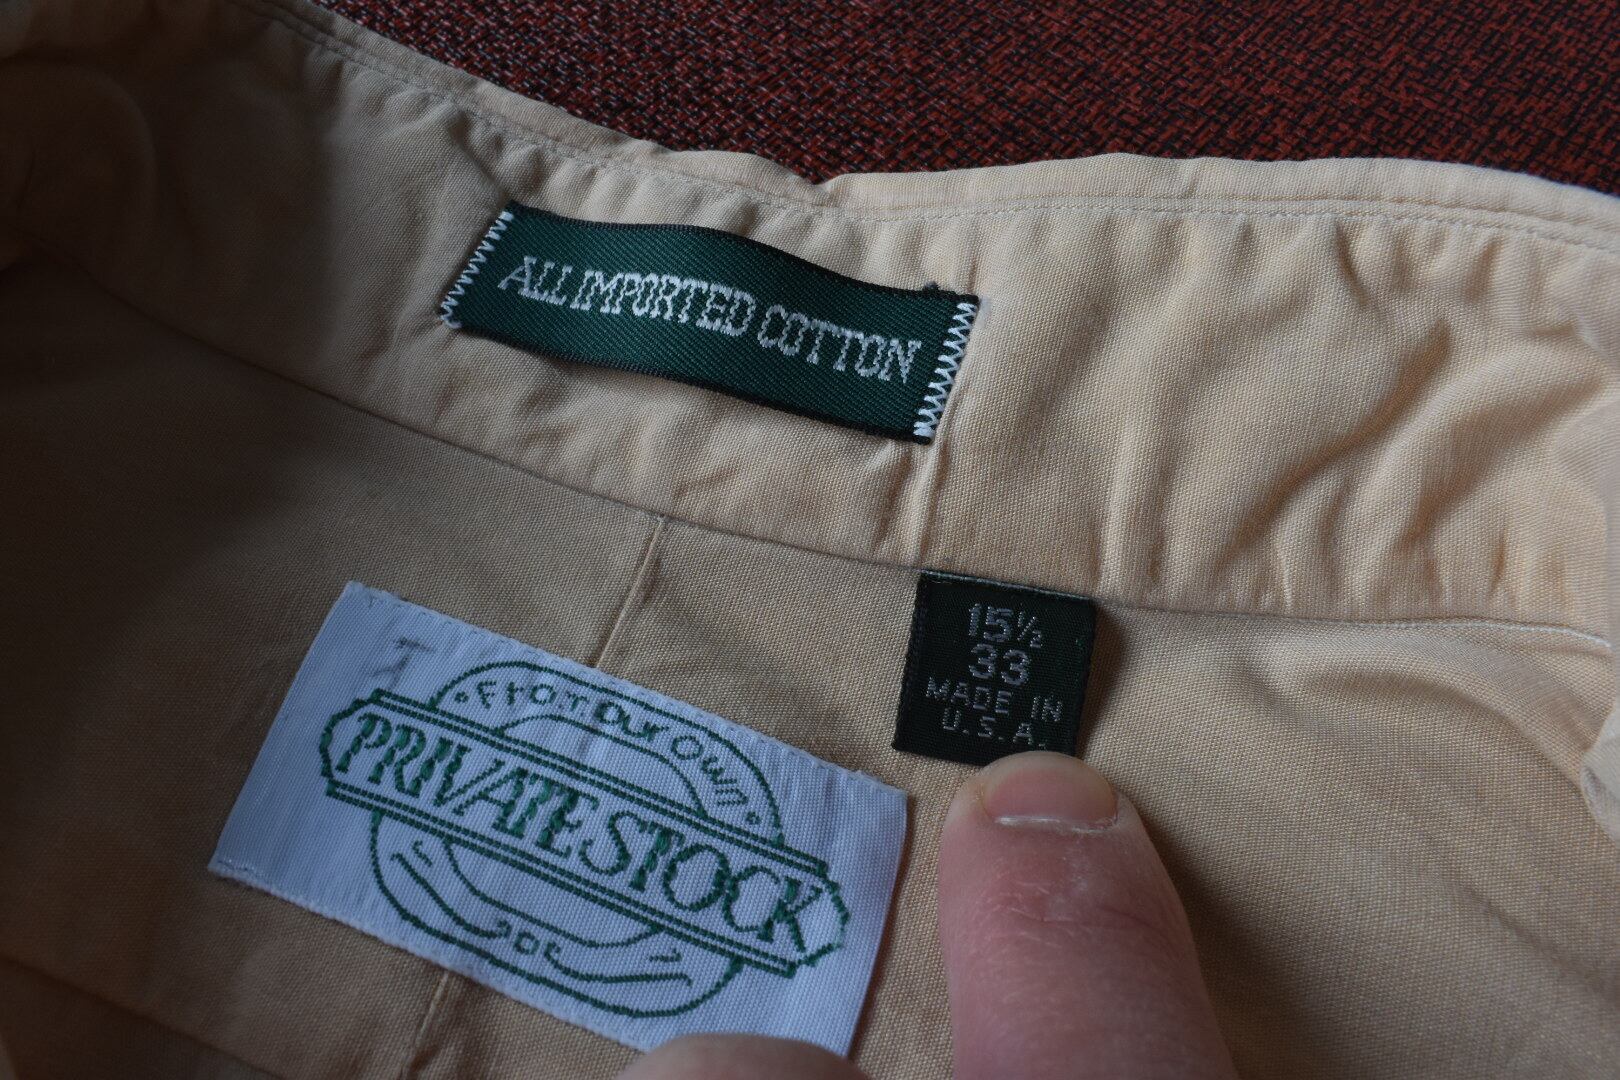 ALL IMPORTED COTTON
15½
33
MADE IN
U.S.A.
• From Our Own •
PRIVATE STOCK